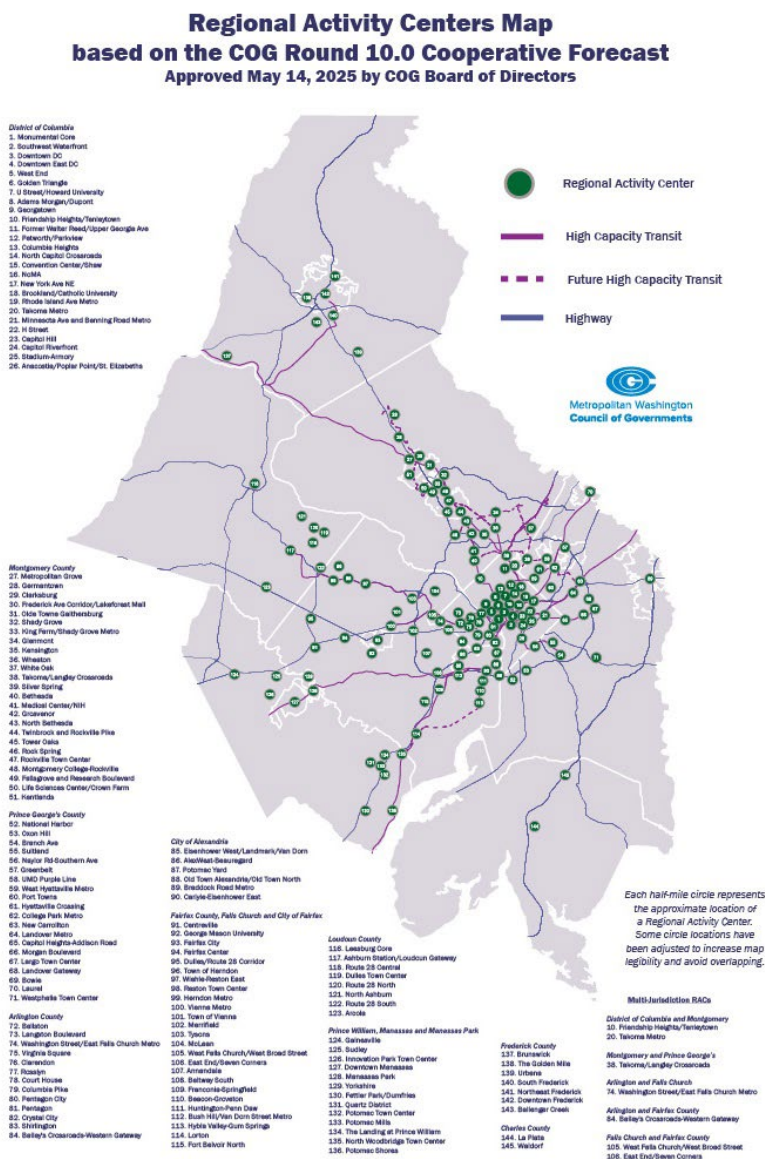 Regional Activity Centers Map
based on the COG Round 10.0 Cooperative Forecast
Approved May 14, 2025 by COG Board of Directors
District of Columbia
1. Monumental Core
2. Southwest Waterfront
3. Downtown DC
4. Downtown East DC
5. West End
6. Golden Triangle
7. U Street/Howard University
8. Adams Morgan/Dupont
9. Georgetown
10. Friendship Heights/Tenleytown
11. Former Walter Reed/Upper Georgia Ave
12. Petworth/Parkview
13. Columbia Heights
14. North Capitol Crossroads
15. Convention Center/Shaw
16. NoMA
17. New York Ave NE
18. Brookland/Catholic University
19. Rhode Island Ave Metro
20. Takoma Metro
21. Minnesota Ave and Benning Road Metro
22. H Street
23. Capitol Hill
24. Capitol Riverfront
25. Stadium-Armory
26. Anacostia/Poplar Point/St. Elizabeths
Regional Activity Center
High Capacity Transit
Future High Capacity Transit
Highway
Metropolitan Washington
Council of Governments
Montgomery County
27. Metropolitan Grove
28. Germantown
29. Clarksburg
30. Frederick Ave Corridor/Lakeforest Mall
31. Olde Towne Gaithersburg
32. Shady Grove
33. King Farm/Shady Grove Metro
34. Glenmont
35. Kensington
36. Wheaton
37. White Oak
38. Takoma/Langley Crossroads
39. Silver Spring
40. Bethesda
41. Medical Center/NIH
42. Grosvenor
43. North Bethesda
44. Twinbrook and Rockville Pike
45. Tower Oaks
46. Rock Spring
47. Rockville Town Center
48. Montgomery College-Rockville
49. Fallsgrove and Research Boulevard
50. Life Sciences Center/Crown Farm
51. Kentlands
Prince George's County
52. National Harbor
53. Oxon Hill
54. Branch Ave
55. Suitland
56. Naylor Rd-Southern Ave
57. Greenbelt
58. UMD Purple Line
59. West Hyattsville Metro
60. Port Towns
61. Hyattsville Crossing
62. College Park Metro
63. New Carrollton
64. Landover Metro
65. Capitol Heights-Addison Road
66. Morgan Boulevard
67. Largo Town Center
68. Landover Gateway
69. Bowie
70. Laurel
71. Westphalia Town Center
Arlington County
72. Ballston
73. Langston Boulevard
74. Washington Street/East Falls Church Metro
75. Virginia Square
76. Clarendon
77. Rosslyn
78. Court House
79. Columbia Pike
80. Pentagon City
81. Pentagon
82. Crystal City
83. Shirlington
84. Bailey's Crossroads-Western Gateway
City of Alexandria
85. Eisenhower West/Landmark/Van Dorn
86. AlexWest-Beauregard
87. Potomac Yard
88. Old Town Alexandria/Old Town North
89. Braddock Road Metro
90. Carlyle-Eisenhower East
Fairfax County, Falls Church and City of Fairfax
91. Centreville
92. George Mason University
93. Fairfax City
94. Fairfax Center
95. Dulles/Route 28 Corridor
96. Town of Herndon
97. Wiehle-Reston East
98. Reston Town Center
99. Herndon Metro
100. Vienna Metro
101. Town of Vienna
102. Merrifield
103. Tysons
104. McLean
105. West Falls Church/West Broad Street
106. East End/Seven Corners
107. Annandale
108. Beltway South
109. Franconia-Springfield
110. Beacon-Groveton
111. Huntington-Penn Daw
112. Bush Hill/Van Dorn Street Metro
113. Hybla Valley-Gum Springs
114. Lorton
115. Fort Belvoir North
Loudoun County
116. Leesburg Core
117. Ashburn Station/Loudoun Gateway
118. Route 28 Central
119. Dulles Town Center
120. Route 28 North
121. North Ashburn
122. Route 28 South
123. Arcola
Prince William, Manassas and Manassas Park
124. Gainesville
125. Sudley
126. Innovation Park Town Center
127. Downtown Manassas
128. Manassas Park
129. Yorkshire
130. Fettler Park/Dumfries
131. Quartz District
132. Potomac Town Center
133. Potomac Mills
134. The Landing at Prince William
135. North Woodbridge Town Center
136. Potomac Shores
Frederick County
137. Brunswick
138. The Golden Mile
139. Urbana
140. South Frederick
141. Northeast Frederick
142. Downtown Frederick
143. Ballenger Creek
Charles County
144. La Plata
145. Waldorf
Each half-mile circle represents
the approximate location of
a Regional Activity Center.
Some circle locations have
been adjusted to increase map
legibility and avoid overlapping.
Multi-Jurisdiction RACs
District of Columbia and Montgomery
10. Friendship Heights/Tenleytown
20. Takoma Metro
Montgomery and Prince George's
38. Takoma/Langley Crossroads
Arlington and Falls Church
74. Washington Street/East Falls Church Metro
Arlington and Fairfax County
84. Bailey's Crossroads-Western Gateway
Falls Church and Fairfax County
105. West Falls Church/West Broad Street
106. East End/Seven Corners